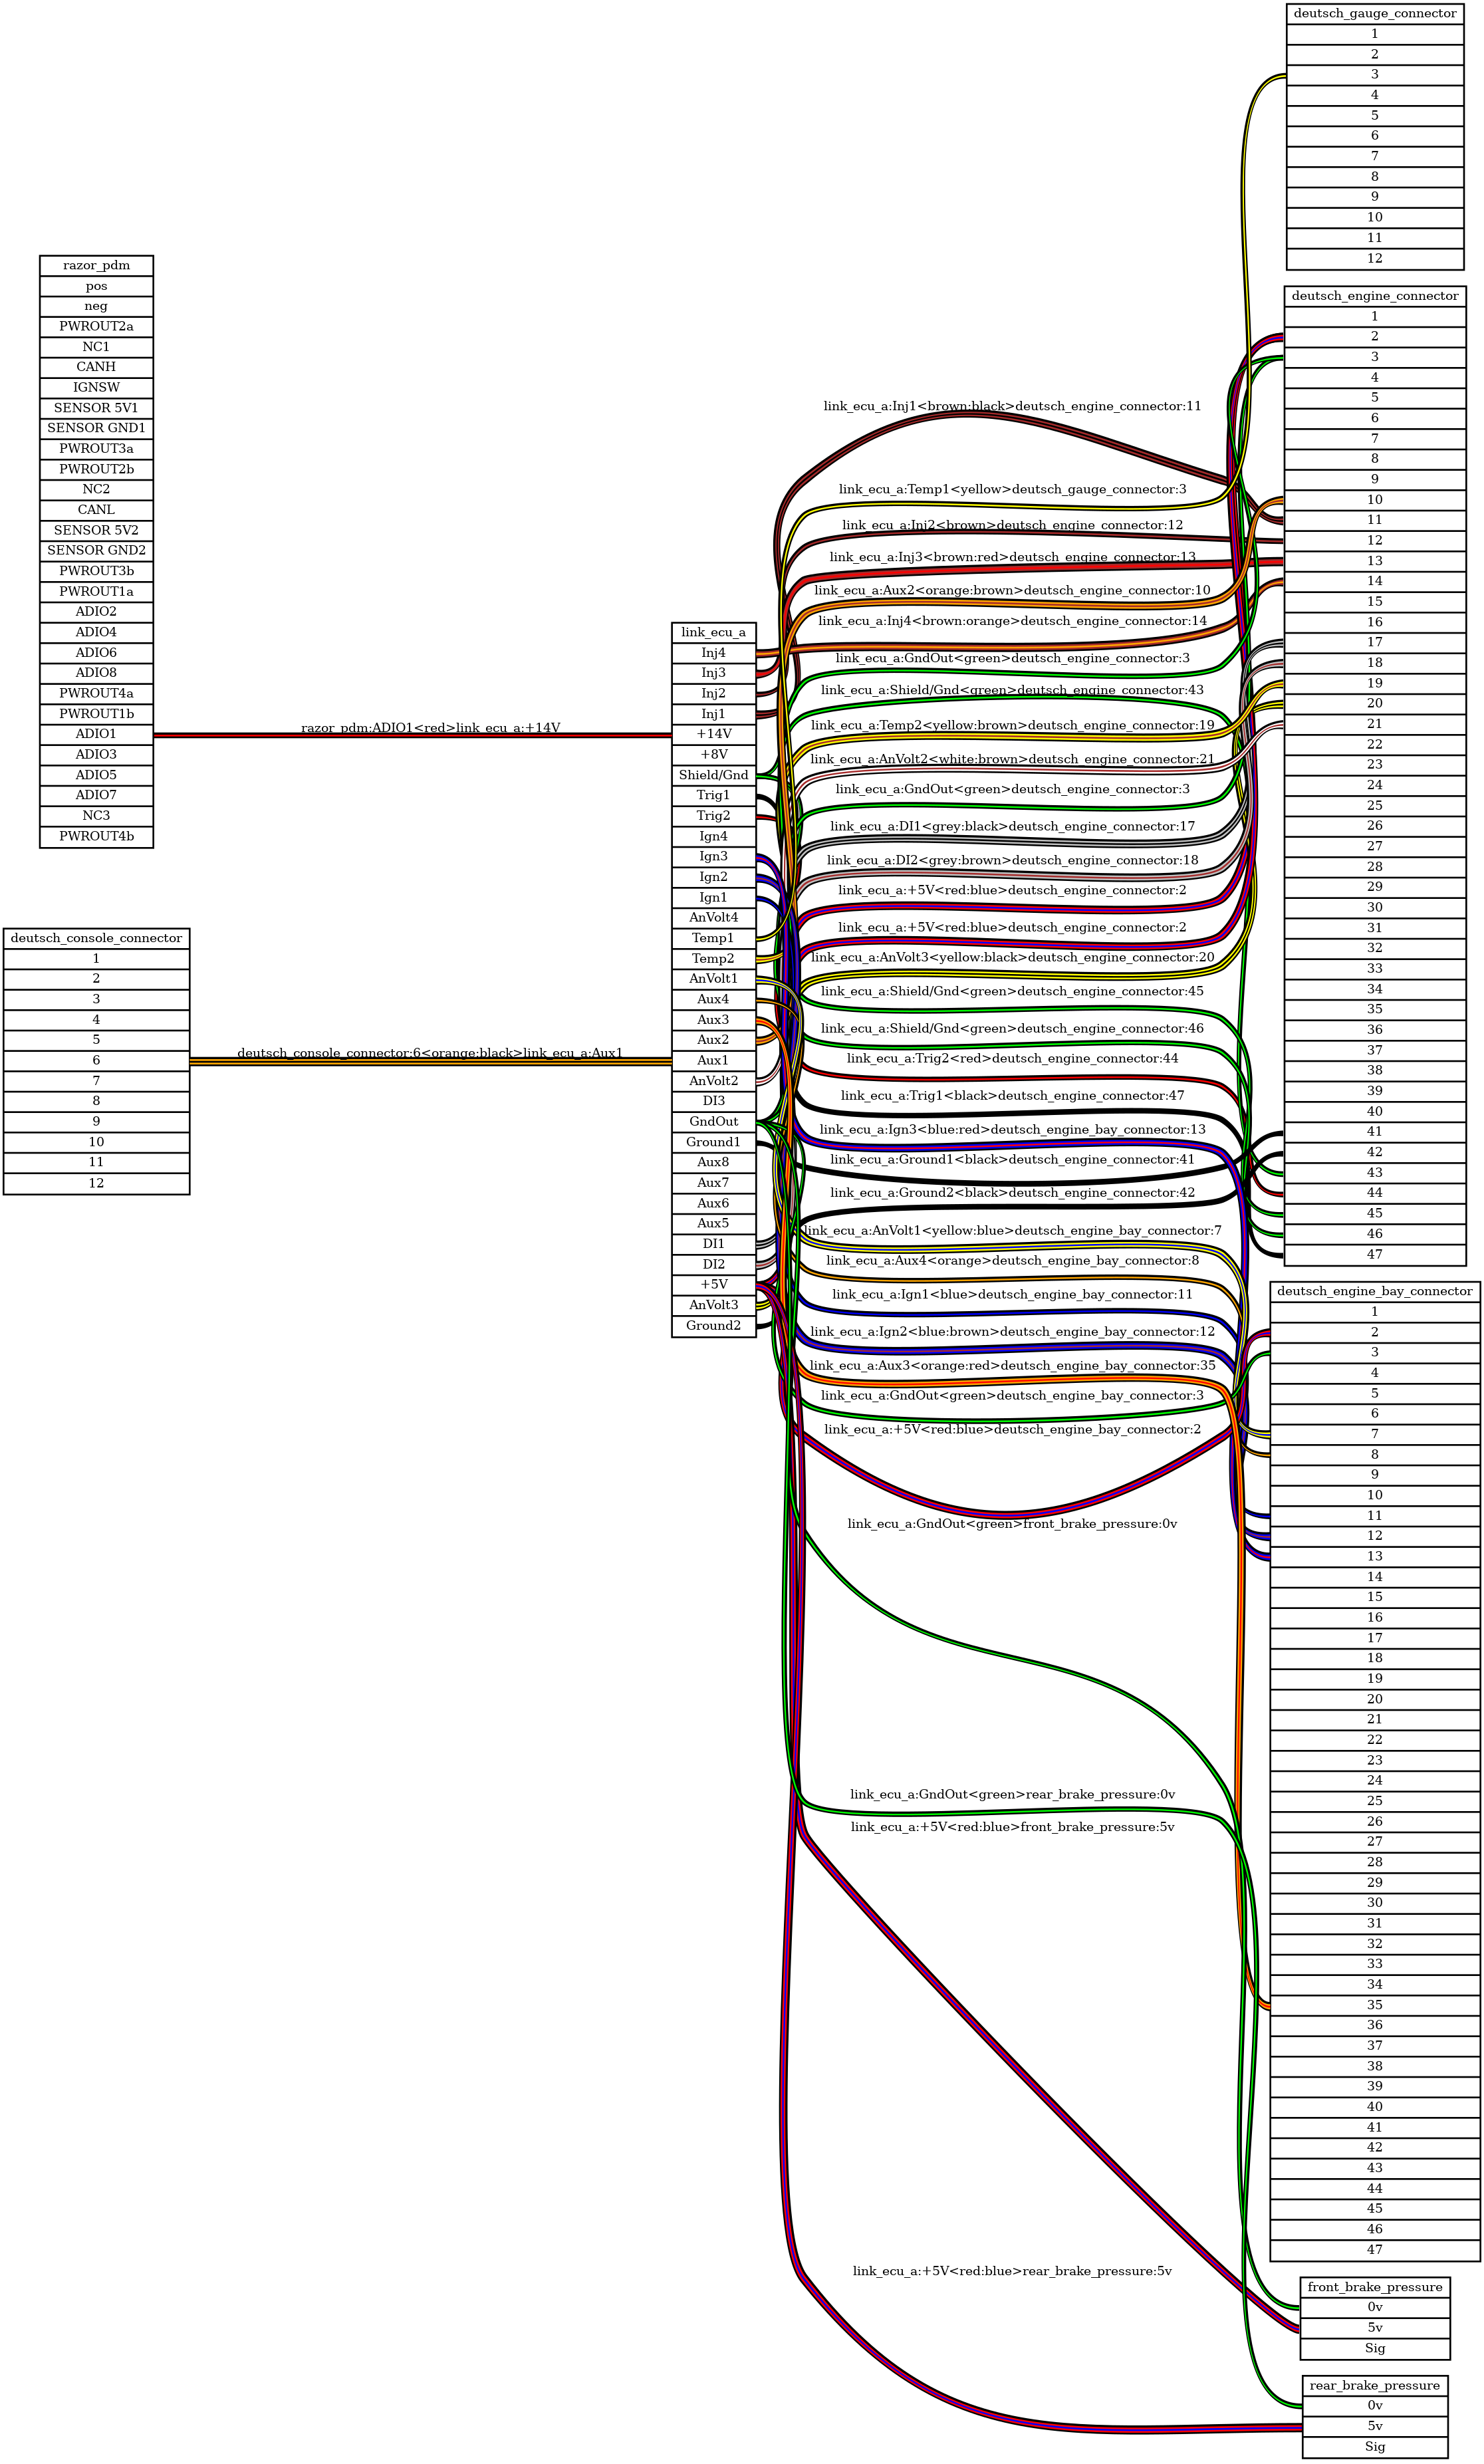 razor_pdm
pos
neg
PWROUT2a
NC1
CANH
IGNSW
SENSOR 5V1
SENSOR GND1
PWROUT3a
PWROUT2b
NC2
CANL
SENSOR 5V2
SENSOR GND2
PWROUT3b
PWROUT1a
ADIO2
ADIO4
ADIO6
ADIO8
PWROUT4a
PWROUT1b
ADIO1
ADIO3
ADIO5
ADIO7
NC3
PWROUT4b
deutsch_console_connector
1
2
3
4
5
6
7
8
9
10
11
12
razor_pdm:ADIO1<red>link_ecu_a:+14V
deutsch_console_connector:6<orange:black>link_ecu_a:Aux1
link_ecu_a
Inj4
Inj3
Inj2
Inj1
+14V
+8V
Shield/Gnd
Trig1
Trig2
Ign4
Ign3
Ign2
Ign1
AnVolt4
Temp1
Temp2
AnVolt1
Aux4
Aux3
Aux2
Aux1
AnVolt2
DI3
GndOut
Ground1
Aux8
Aux7
Aux6
Aux5
DI1
DI2
+5V
AnVolt3
Ground2
link_ecu_a:Inj1<brown:black>deutsch_engine_connector:11
link_ecu_a:Temp1<yellow>deutsch_gauge_connector:3
link_ecu_a:Inj2<brown>deutsch_engine_connector:12
link_ecu_a:Inj3<brown:red>deutsch_engine_connector:13
link_ecu_a:Aux2<orange:brown>deutsch_engine_connector:10
link_ecu_a:Inj4<brown:orange>deutsch_engine_connector:14
link_ecu_a:GndOut<green>deutsch_engine_connector:3
link_ecu_a:Shield/Gnd<green>deutsch_engine_connector:43
link_ecu_a:Temp2<yellow:brown>deutsch_engine_connector:19
link_ecu_a:AnVolt2<white:brown>deutsch_engine_connector:21
link_ecu_a:GndOut<green>deutsch_engine_connector:3
link_ecu_a:DI1<grey:black>deutsch_engine_connector:17
link_ecu_a:DI2<grey:brown>deutsch_engine_connector:18
link_ecu_a:+5V<red:blue>deutsch_engine_connector:2
link_ecu_a:+5V<red:blue>deutsch_engine_connector:2
link_ecu_a:AnVolt3<yellow:black>deutsch_engine_connector:20
link_ecu_a:Shield/Gnd<green>deutsch_engine_connector:45
link_ecu_a:Shield/Gnd<green>deutsch_engine_connector:46
link_ecu_a:Trig2<red>deutsch_engine_connector:44
link_ecu_a:Trig1<black>deutsch_engine_connector:47
link_ecu_a:Ign3<blue:red>deutsch_engine_bay_connector:13
link_ecu_a:Ground1<black>deutsch_engine_connector:41
link_ecu_a:Ground2<black>deutsch_engine_connector:42
link_ecu_a:AnVolt1<yellow:blue>deutsch_engine_bay_connector:7
link_ecu_a:Aux4<orange>deutsch_engine_bay_connector:8
link_ecu_a:Ign1<blue>deutsch_engine_bay_connector:11
link_ecu_a:Ign2<blue:brown>deutsch_engine_bay_connector:12
link_ecu_a:Aux3<orange:red>deutsch_engine_bay_connector:35
link_ecu_a:GndOut<green>deutsch_engine_bay_connector:3
link_ecu_a:+5V<red:blue>deutsch_engine_bay_connector:2
link_ecu_a:GndOut<green>front_brake_pressure:0v
link_ecu_a:GndOut<green>rear_brake_pressure:0v
link_ecu_a:+5V<red:blue>front_brake_pressure:5v
link_ecu_a:+5V<red:blue>rear_brake_pressure:5v
deutsch_gauge_connector
1
2
3
4
5
6
7
8
9
10
11
12
deutsch_engine_connector
1
2
3
4
5
6
7
8
9
10
11
12
13
14
15
16
17
18
19
20
21
22
23
24
25
26
27
28
29
30
31
32
33
34
35
36
37
38
39
40
41
42
43
44
45
46
47
deutsch_engine_bay_connector
1
2
3
4
5
6
7
8
9
10
11
12
13
14
15
16
17
18
19
20
21
22
23
24
25
26
27
28
29
30
31
32
33
34
35
36
37
38
39
40
41
42
43
44
45
46
47
front_brake_pressure
0v
5v
Sig
rear_brake_pressure
0v
5v
Sig